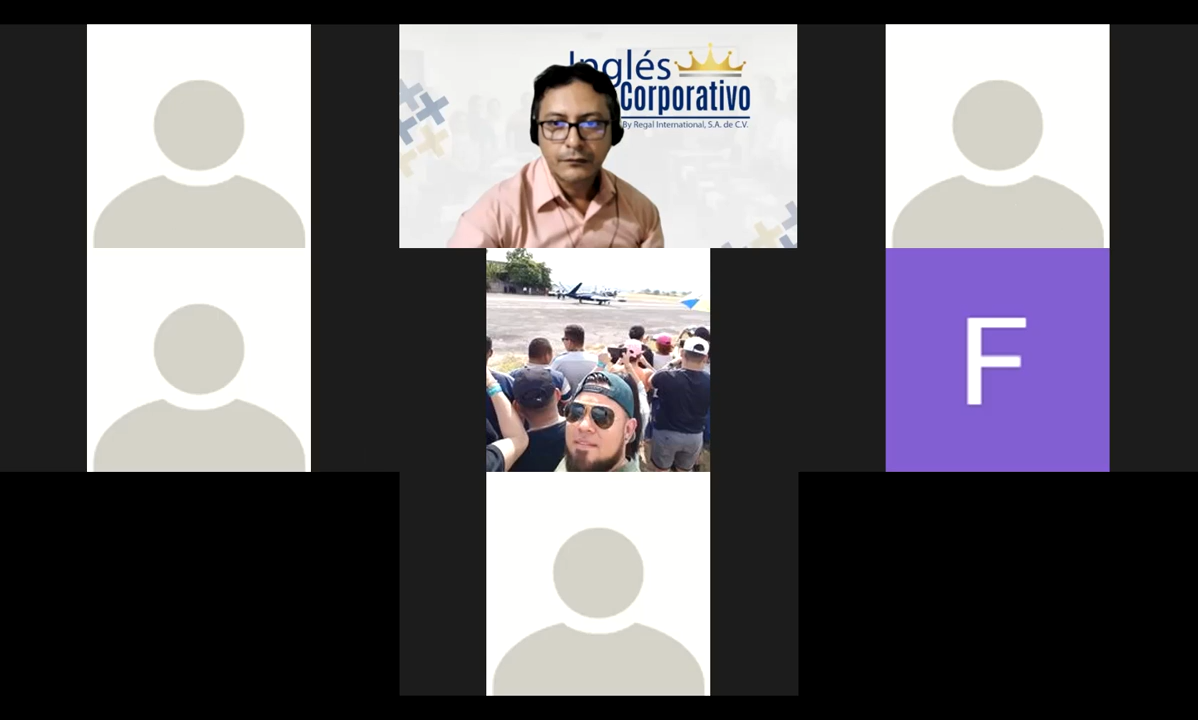 Inglés
Corporativo
By Regal International, S.A. de C.V.
F